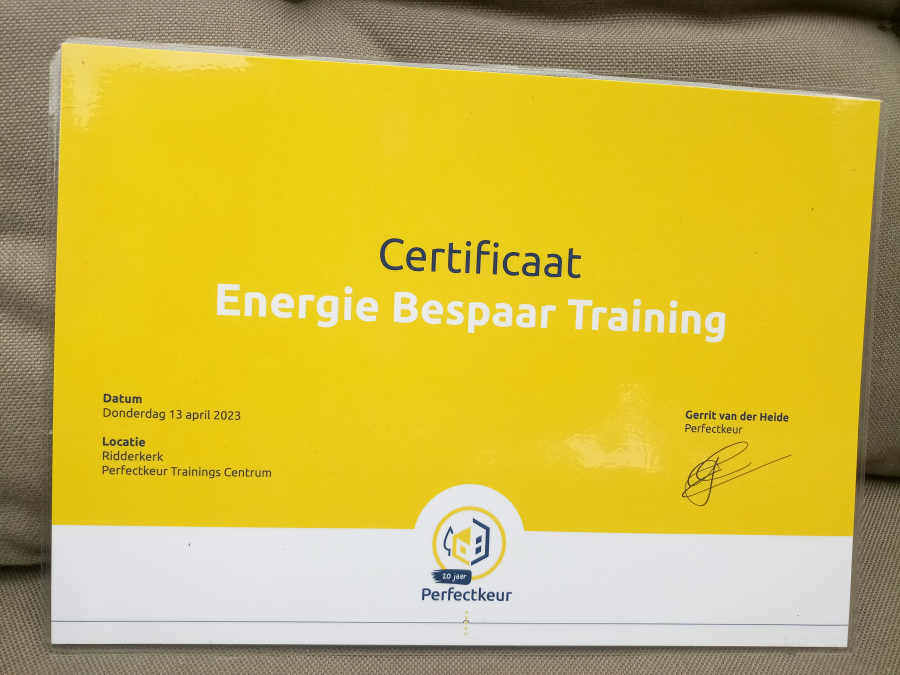 Certificaat
Energie Bespaar Training
Datum
Donderdag 13 april 2023
Locatie
Ridderkerk
Perfectkeur Trainings Centrum
Gerrit van der Heide
Perfectkeur
20 jaar
Perfectkeur